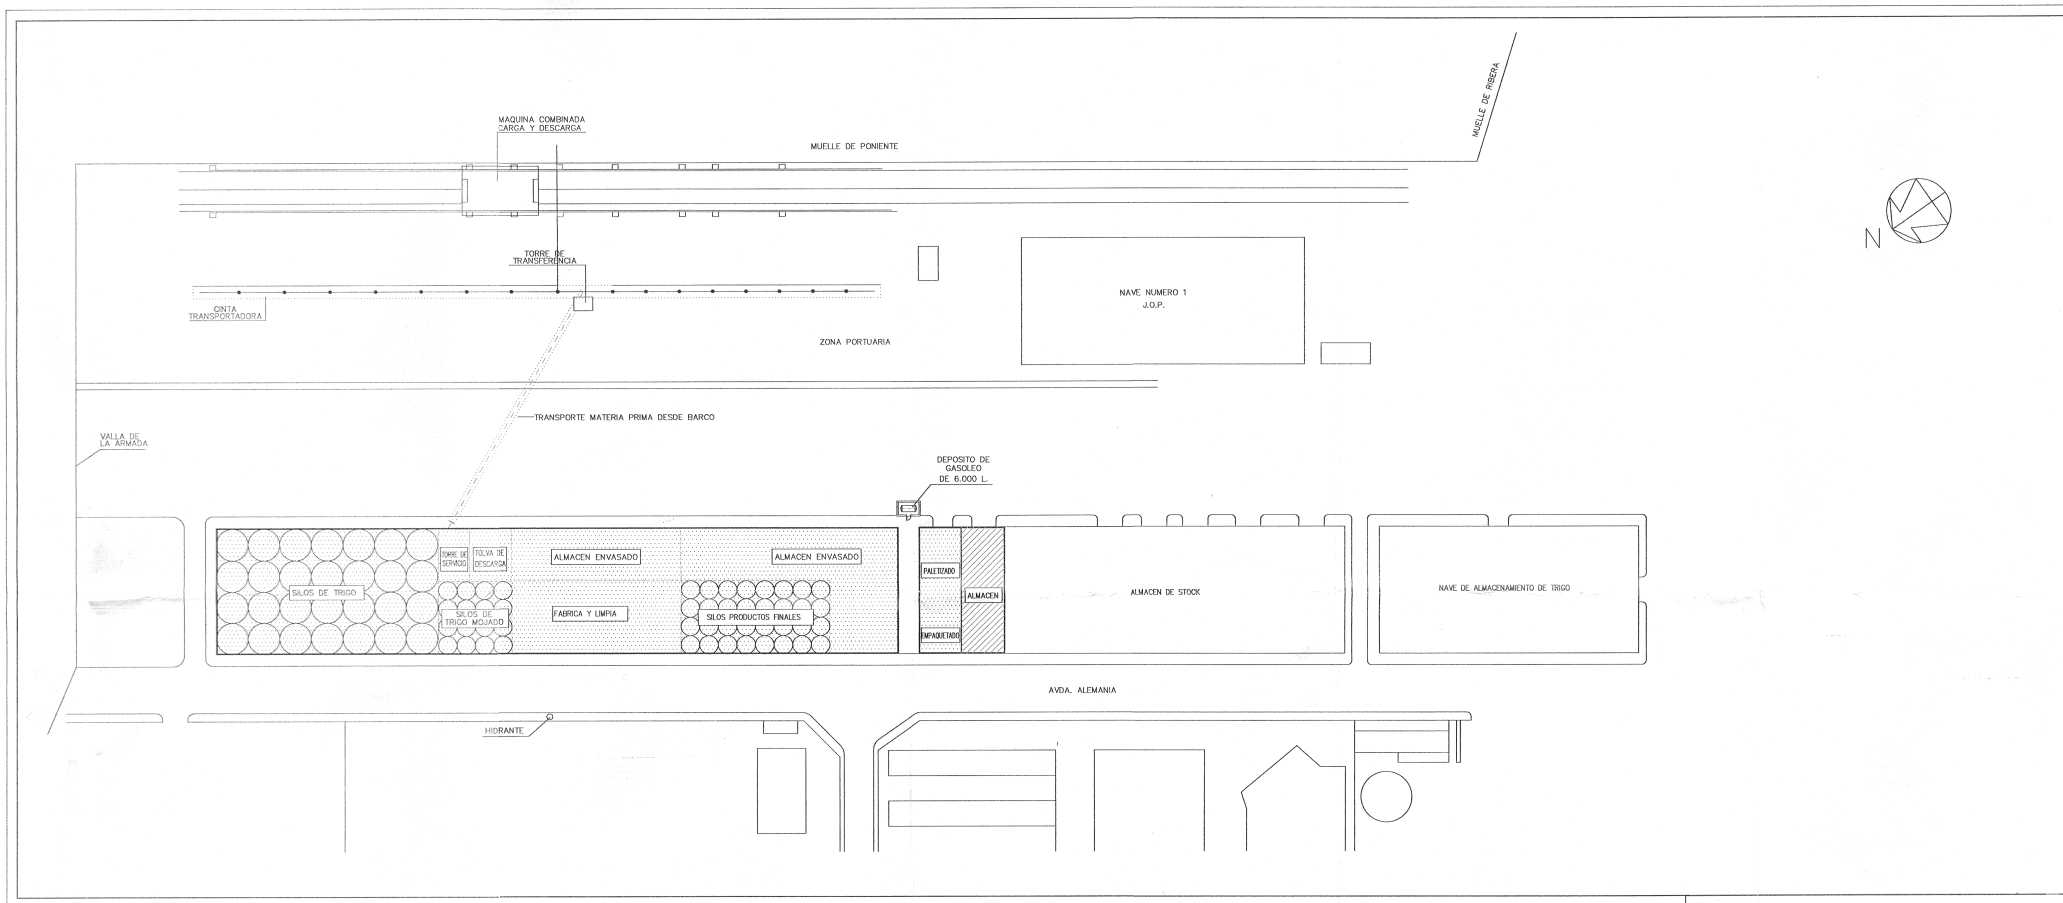 MUELLE DE RIBERA
MAQUINA COMBINADA
CARGA Y DESCARGA
MUELLE DE PONIENTE
N
TORRE DE
TRANSFERENCIA
NAVE NUMERO 1
J.O.P.
CINTA
TRANSPORTADORA
ZONA PORTUARIA
TRANSPORTE MATERIA PRIMA DESDE BARCO
VALLA DE
LA ARMADA
DEPOSITO DE
GASOLEO
DE 6.000 L.
TORRE DE
SERVICIO
TOLVA DE
DESCARGA
ALMACEN ENVASADO
ALMACEN ENVASADO
PALETIZADO
SILOS DE TRIGO
ALMACEN
ALMACEN DE STOCK
NAVE DE ALMACENAMIENTO DE TRIGO
SILOS DE
TRIGO MOJADO
FABRICA Y LIMPIA
SILOS PRODUCTOS FINALES
EMPAQUETADO
AVDA. ALEMANIA
HIDRANTE